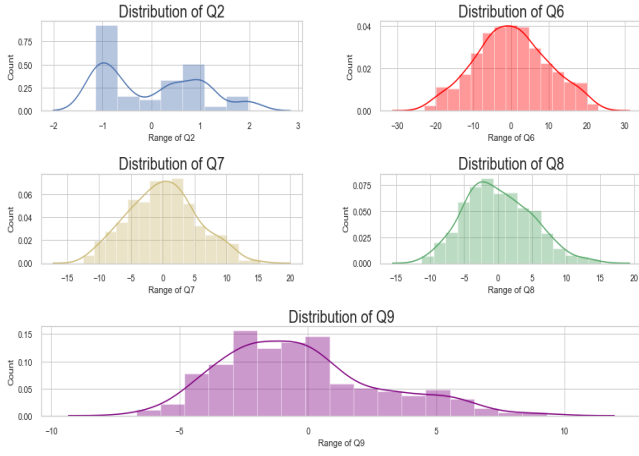 Distribution of Q2
Count
0.75
0.50
0.25
0.00
-2 -1 0 1 2 3
Range of Q2
Distribution of Q6
Count
0.04
0.02
0.00
-30 -20 -10 0 10 20 30
Range of Q6
Distribution of Q7
Count
0.06
0.04
0.02
0.00
-15 -10 -5 0 5 10 15 20
Range of Q7
Distribution of Q8
Count
0.075
0.050
0.025
0.000
-15 -10 -5 0 5 10 15 20
Range of Q8
Distribution of Q9
Count
0.15
0.10
0.05
0.00
-10 -5 0 5 10
Range of Q9